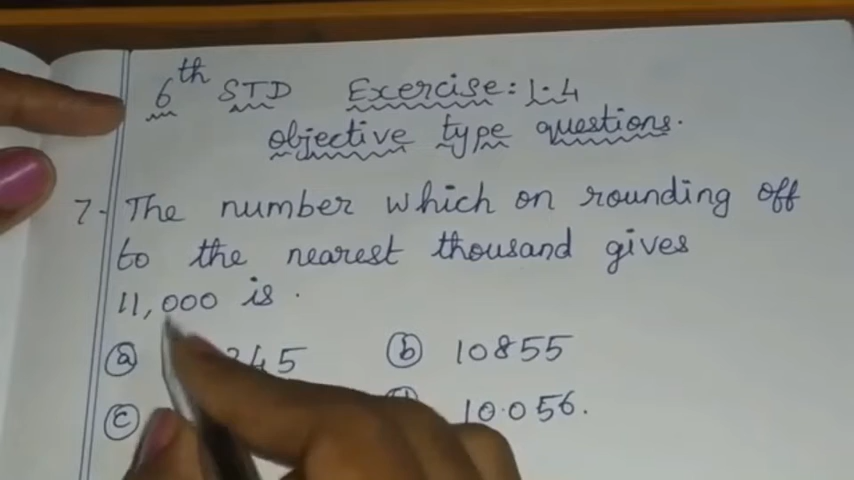 6th STD Exercise: 1.4
objective type questions.
7. The number which on rounding off
to the nearest thousand gives
11,000 is .
(a) 345 (b) 10855
(c) 10.056.